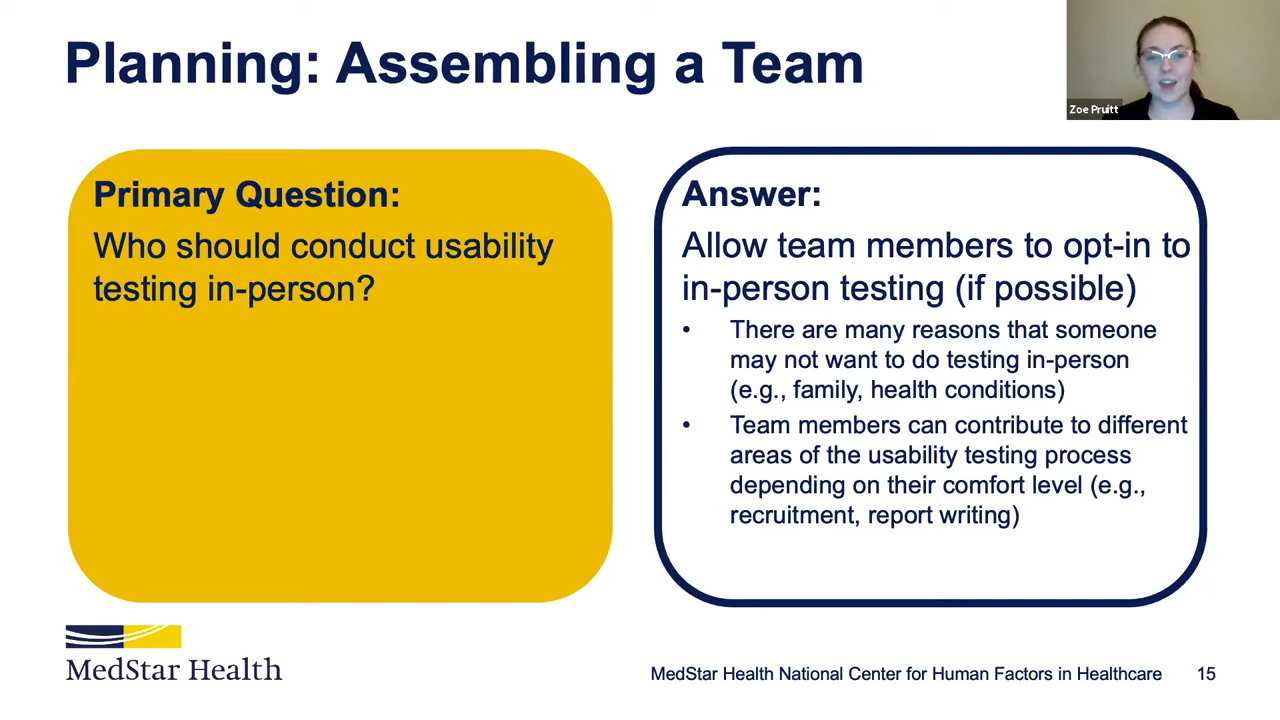 Planning: Assembling a Team
Zoe Pruitt
Primary Question:
Who should conduct usability
testing in-person?
Answer:
Allow team members to opt-in to
in-person testing (if possible)
• There are many reasons that someone
may not want to do testing in-person
(e.g., family, health conditions)
• Team members can contribute to different
areas of the usability testing process
depending on their comfort level (e.g.,
recruitment, report writing)
MedStar Health
MedStar Health National Center for Human Factors in Healthcare 15